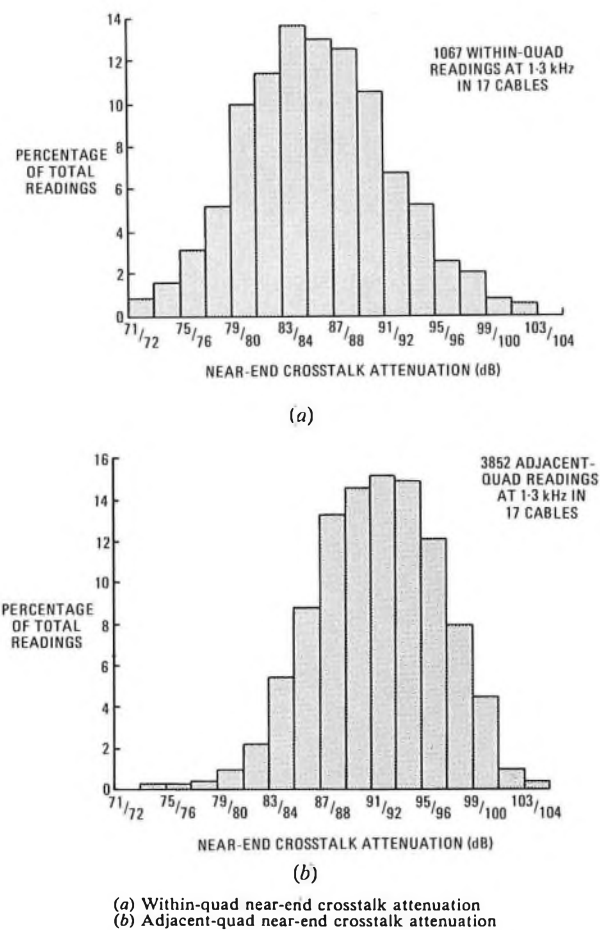 14
12
10
8
6
4
2
0
PERCENTAGE
OF TOTAL
READINGS
1067 WITHIN-QUAD
READINGS AT 1·3 kHz
IN 17 CABLES
71/72 75/76 79/80 83/84 87/88 91/92 95/96 99/100 103/104
NEAR-END CROSSTALK ATTENUATION (dB)
(a)
16
14
12
10
8
6
4
2
0
PERCENTAGE
OF TOTAL
READINGS
3852 ADJACENT-
QUAD READINGS
AT 1·3 kHz IN
17 CABLES
71/72 75/76 79/80 83/84 87/88 91/92 95/96 99/100 103/104
NEAR-END CROSSTALK ATTENUATION (dB)
(b)
(a) Within-quad near-end crosstalk attenuation
(b) Adjacent-quad near-end crosstalk attenuation